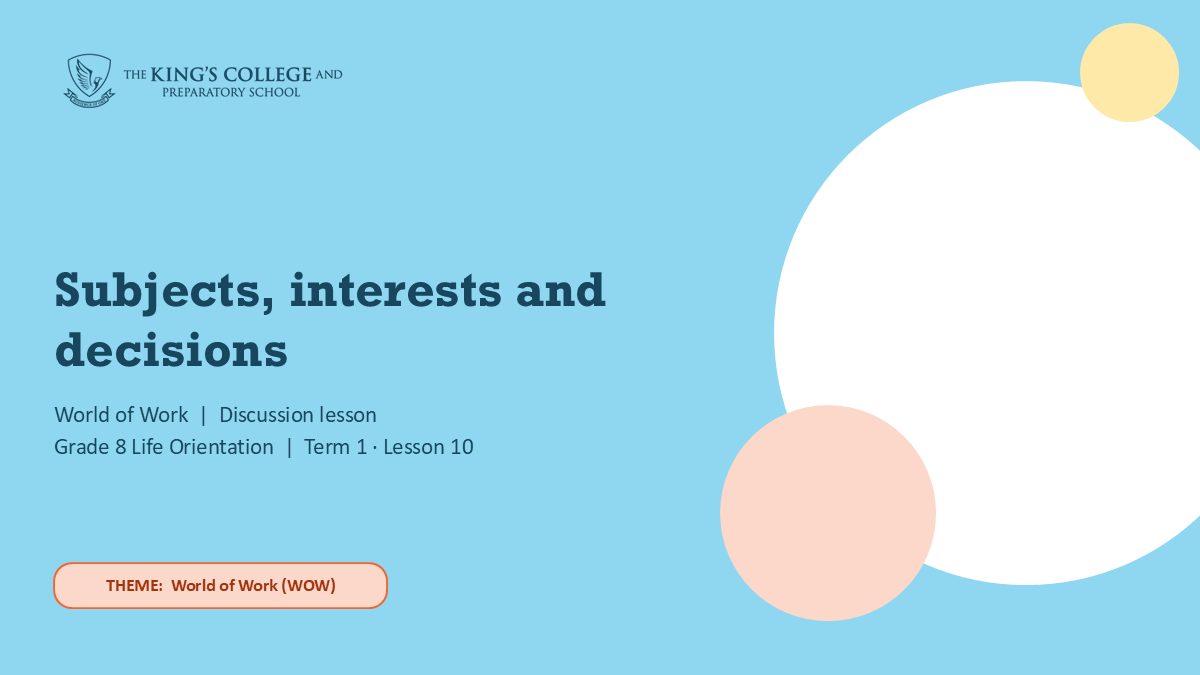 THE KING'S COLLEGE AND
PREPARATORY SCHOOL
Subjects, interests and
decisions
World of Work | Discussion lesson
Grade 8 Life Orientation | Term 1 · Lesson 10
THEME: World of Work (WOW)